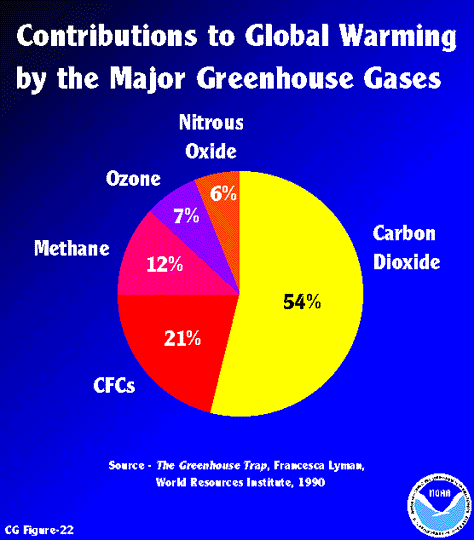 Contributions to Global Warming
by the Major Greenhouse Gases
Nitrous
Oxide
Ozone
6%
7%
Methane
Carbon
Dioxide
12%
54%
21%
CFCs
Source - The Greenhouse Trap, Francesca Lyman,
World Resources Institute, 1990
NOAA
CG Figure-22